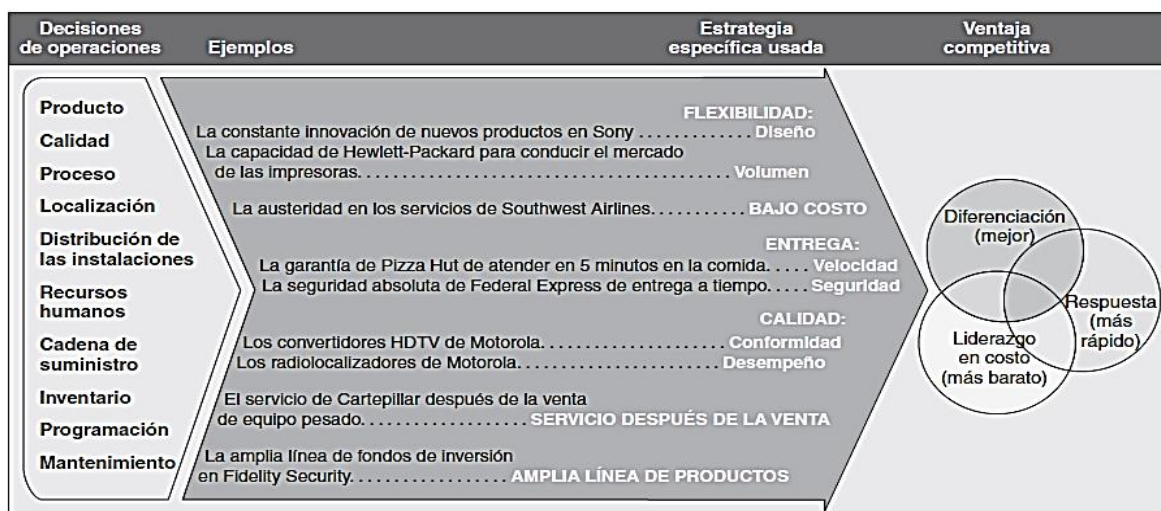 Decisiones
de operaciones
Ejemplos
Estrategia
específica usada
Ventaja
competitiva
Producto
Calidad
Proceso
Localización
Distribución de
las instalaciones
Recursos
humanos
Cadena de
suministro
Inventario
Programación
Mantenimiento
FLEXIBILIDAD:
La constante innovación de nuevos productos en Sony ............. Diseño
La capacidad de Hewlett-Packard para conducir el mercado
de las impresoras. ........................................ Volumen
La austeridad en los servicios de Southwest Airlines. ........... BAJO COSTO
ENTREGA:
La garantía de Pizza Hut de atender en 5 minutos en la comida. .... Velocidad
La seguridad absoluta de Federal Express de entrega a tiempo. .... Seguridad
CALIDAD:
Los convertidores HDTV de Motorola. ................... Conformidad
Los radiolocalizadores de Motorola. ..................... Desempeño
El servicio de Cartepillar después de la venta
de equipo pesado. .................. SERVICIO DESPUÉS DE LA VENTA
La amplia línea de fondos de inversión
en Fidelity Security. ................. AMPLIA LÍNEA DE PRODUCTOS
Diferenciación
(mejor)
Respuesta
(más
rápido)
Liderazgo
en costo
(más barato)